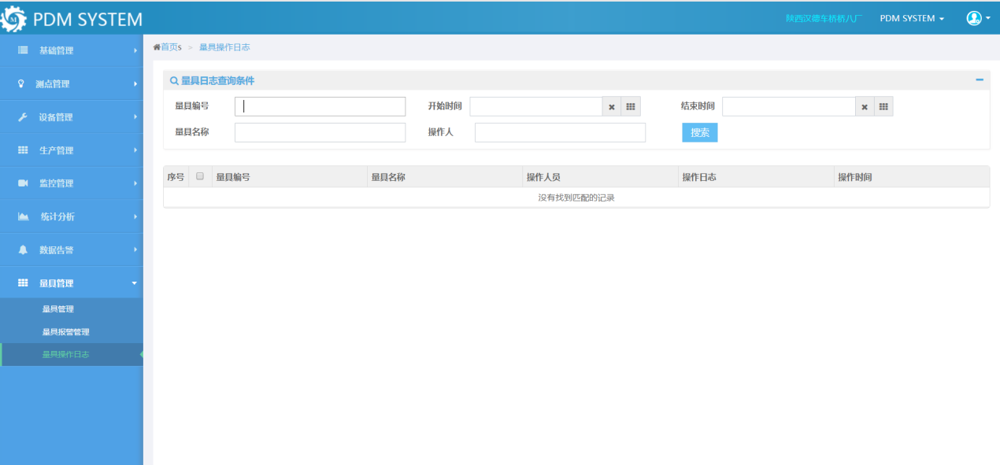 PDM SYSTEM
陕西汉德车桥桥八厂 PDM SYSTEM
基础管理
测点管理
设备管理
生产管理
监控管理
统计分析
数据告警
量具管理
量具管理
量具报警管理
量具操作日志
首页s > 量具操作日志
量具日志查询条件
量具编号 开始时间 结束时间
量具名称 操作人 搜索
序号 量具编号 量具名称 操作人员 操作日志 操作时间
没有找到匹配的记录